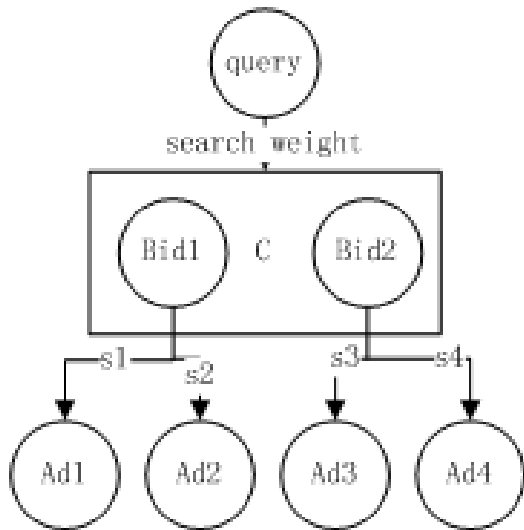 query
search weight
Bid1 C Bid2
s1 s2 s3 s4
Ad1 Ad2 Ad3 Ad4